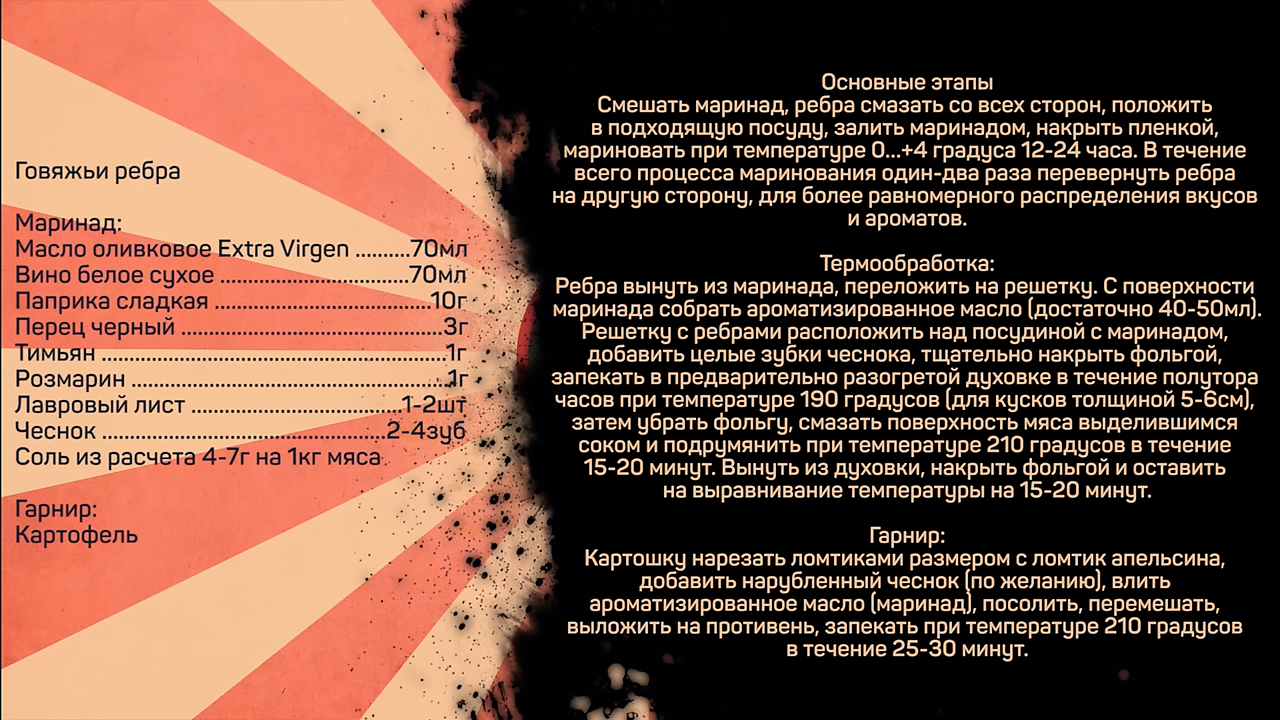 Говяжьи ребра
Маринад:
Масло оливковое Extra Virgen ..........70мл
Вино белое сухое ...........................70мл
Паприка сладкая ................................10г
Перец черный ......................................3г
Тимьян ...................................................1г
Розмарин ..............................................1г
Лавровый лист ...............................1-2шт
Чеснок .........................................2-4зуб
Соль из расчета 4-7г на 1кг мяса
Гарнир:
Картофель
Основные этапы
Смешать маринад, ребра смазать со всех сторон, положить
в подходящую посуду, залить маринадом, накрыть пленкой,
мариновать при температуре 0...+4 градуса 12-24 часа. В течение
всего процесса маринования один-два раза перевернуть ребра
на другую сторону, для более равномерного распределения вкусов
и ароматов.
Термообработка:
Ребра вынуть из маринада, переложить на решетку. С поверхности
маринада собрать ароматизированное масло (достаточно 40-50мл).
Решетку с ребрами расположить над посудиной с маринадом,
добавить целые зубки чеснока, тщательно накрыть фольгой,
запекать в предварительно разогретой духовке в течение полутора
часов при температуре 190 градусов (для кусков толщиной 5-6см),
затем убрать фольгу, смазать поверхность мяса выделившимся
соком и подрумянить при температуре 210 градусов в течение
15-20 минут. Вынуть из духовки, накрыть фольгой и оставить
на выравнивание температуры на 15-20 минут.
Гарнир:
Картошку нарезать ломтиками размером с ломтик апельсина,
добавить нарубленный чеснок (по желанию), влить
ароматизированное масло (маринад), посолить, перемешать,
выложить на противень, запекать при температуре 210 градусов
в течение 25-30 минут.